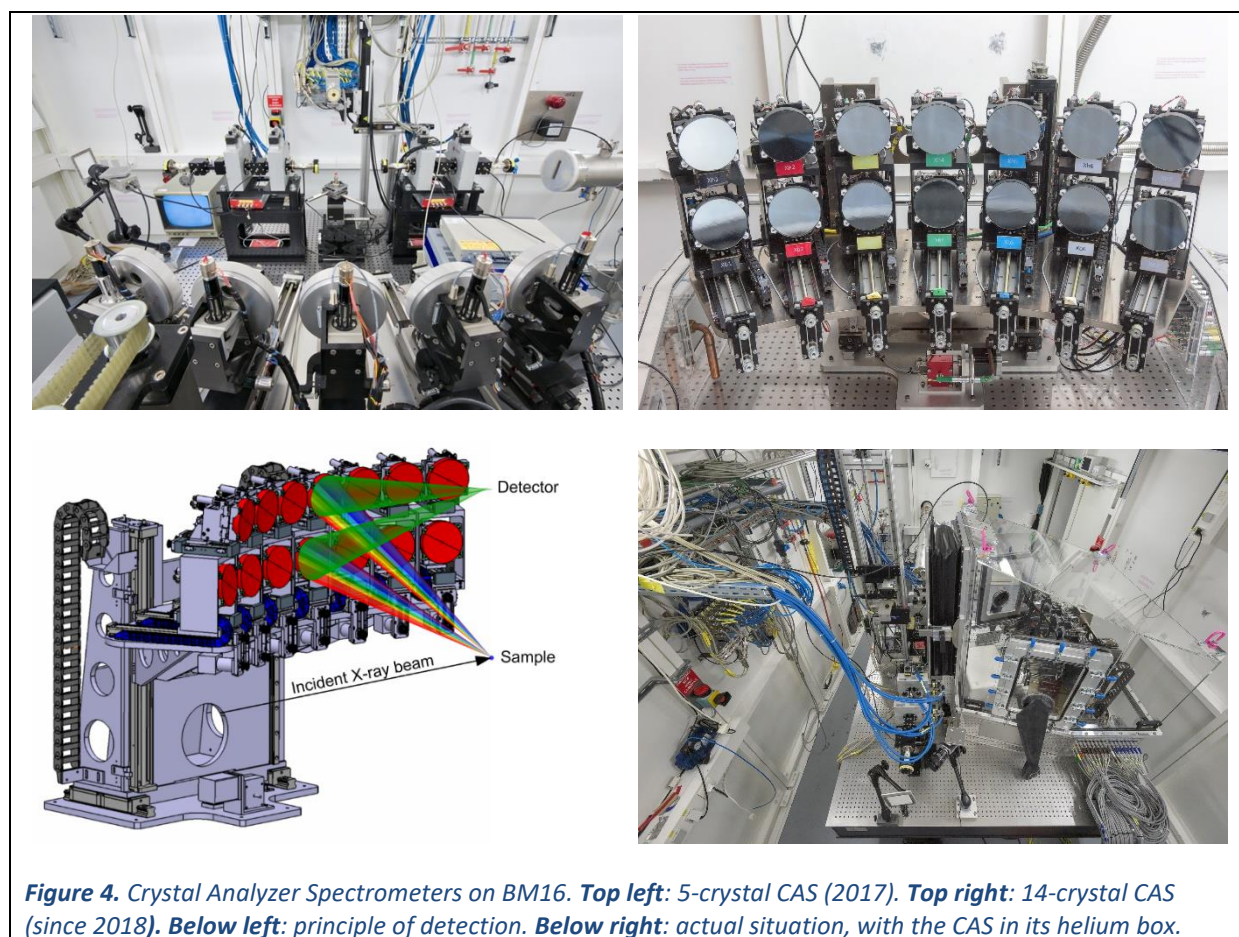 Detector
Sample
Incident X-ray beam
Figure 4. Crystal Analyzer Spectrometers on BM16. Top left: 5-crystal CAS (2017). Top right: 14-crystal CAS
(since 2018). Below left: principle of detection. Below right: actual situation, with the CAS in its helium box.